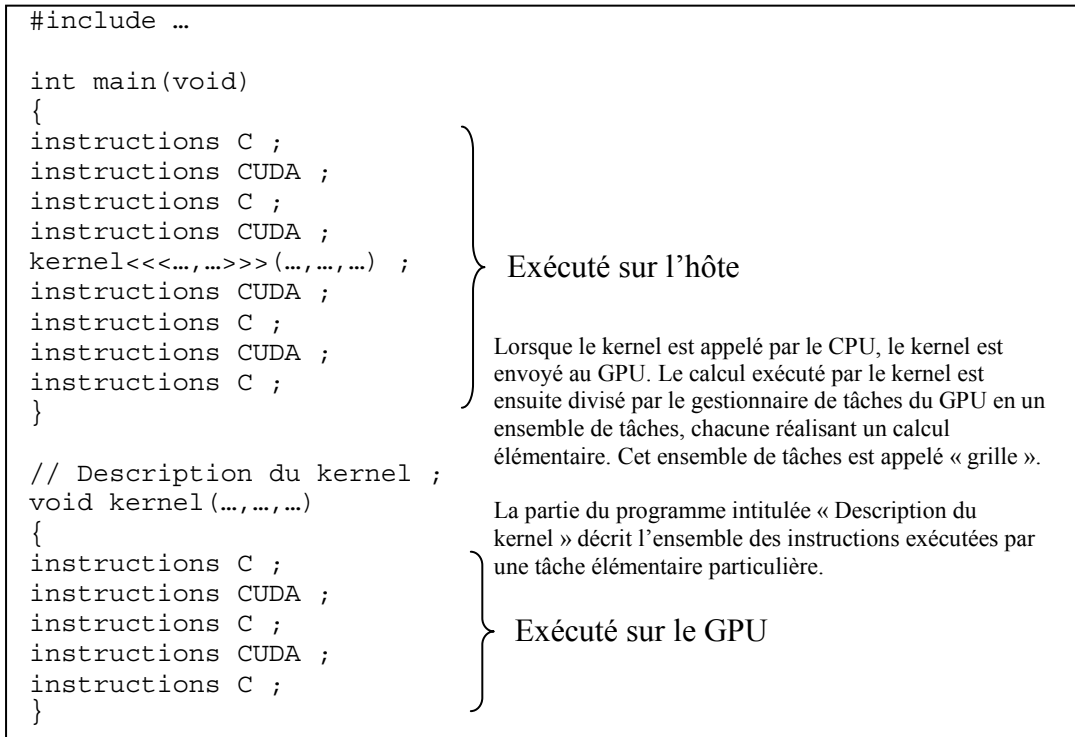 #include …
int main(void)
{
instructions C ;
instructions CUDA ;
instructions C ;
instructions CUDA ;
kernel<<<…,…>>>(…,…,…) ;
instructions CUDA ;
instructions C ;
instructions CUDA ;
instructions C ;
}
Exécuté sur l’hôte
Lorsque le kernel est appelé par le CPU, le kernel est
envoyé au GPU. Le calcul exécuté par le kernel est
ensuite divisé par le gestionnaire de tâches du GPU en un
ensemble de tâches, chacune réalisant un calcul
élémentaire. Cet ensemble de tâches est appelé « grille ».
La partie du programme intitulée « Description du
kernel » décrit l’ensemble des instructions exécutées par
une tâche élémentaire particulière.
// Description du kernel ;
void kernel(…,…,…)
{
instructions C ;
instructions CUDA ;
instructions C ;
instructions CUDA ;
instructions C ;
}
Exécuté sur le GPU